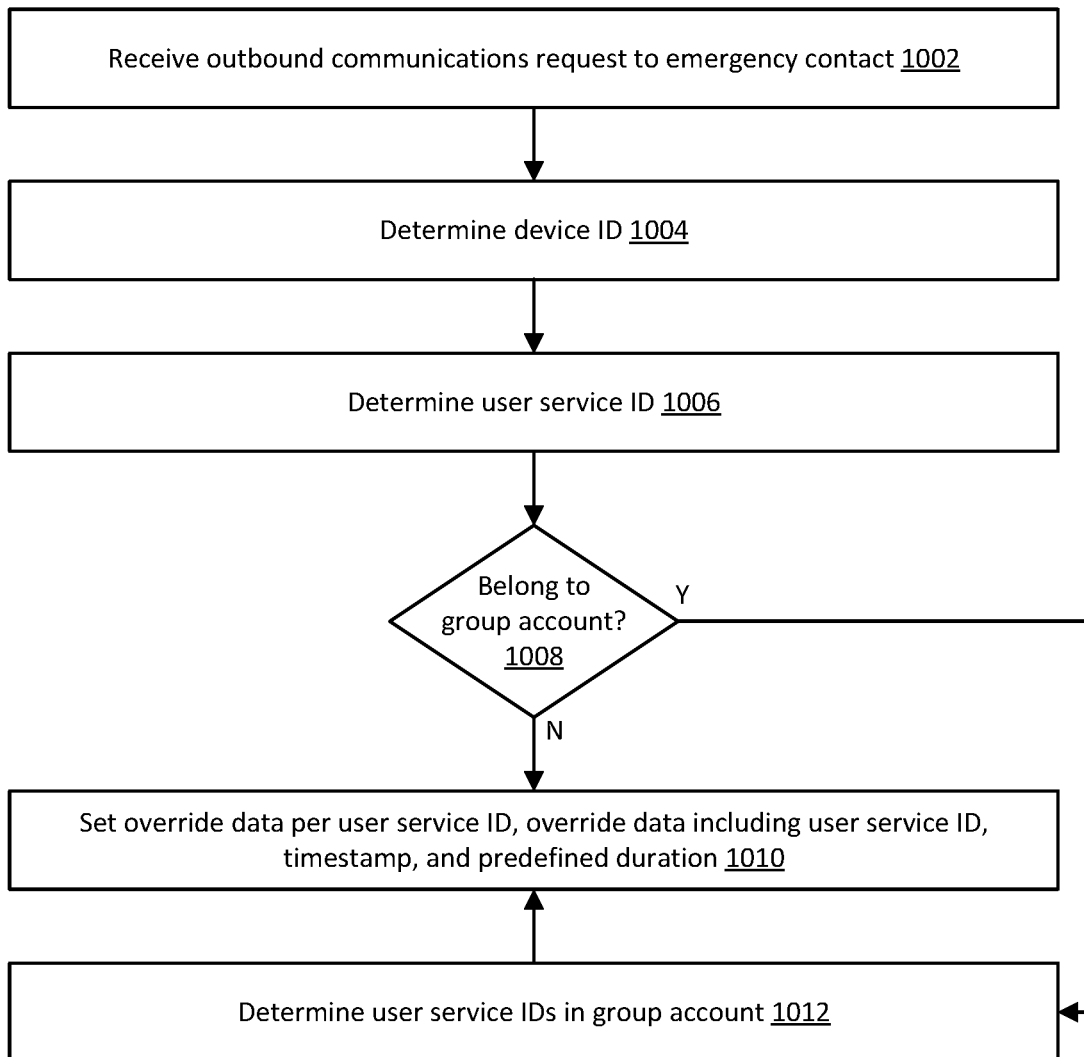 Receive outbound communications request to emergency contact 1002
Determine device ID 1004
Determine user service ID 1006
Belong to
group account?
1008
Y
N
Set override data per user service ID, override data including user service ID,
timestamp, and predefined duration 1010
Determine user service IDs in group account 1012